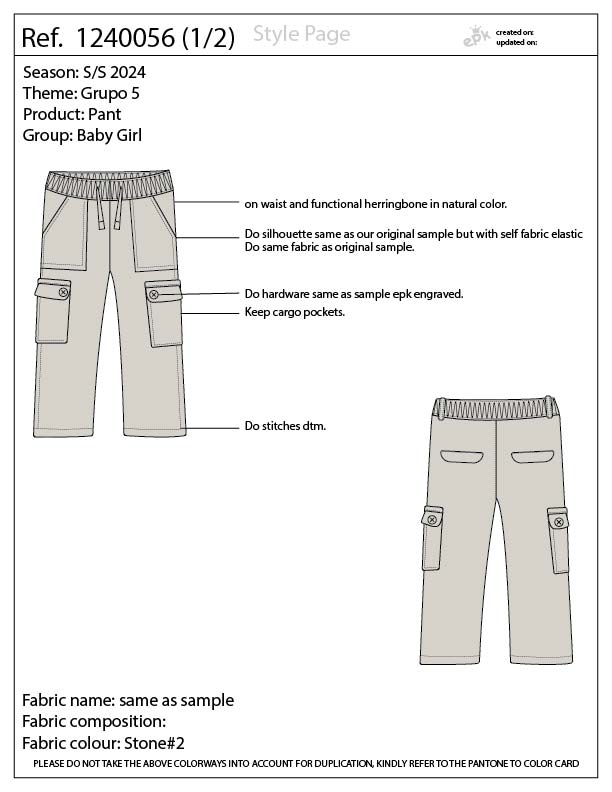 Ref. 1240056 (1/2)
Style Page
epk
created on:
updated on:
Season: S/S 2024
Theme: Grupo 5
Product: Pant
Group: Baby Girl
on waist and functional herringbone in natural color.
Do silhouette same as our original sample but with self fabric elastic
Do same fabric as original sample.
Do hardware same as sample epk engraved.
Keep cargo pockets.
Do stitches dtm.
Fabric name: same as sample
Fabric composition:
Fabric colour: Stone#2
PLEASE DO NOT TAKE THE ABOVE COLORWAYS INTO ACCOUNT FOR DUPLICATION, KINDLY REFER TO THE PANTONE TO COLOR CARD